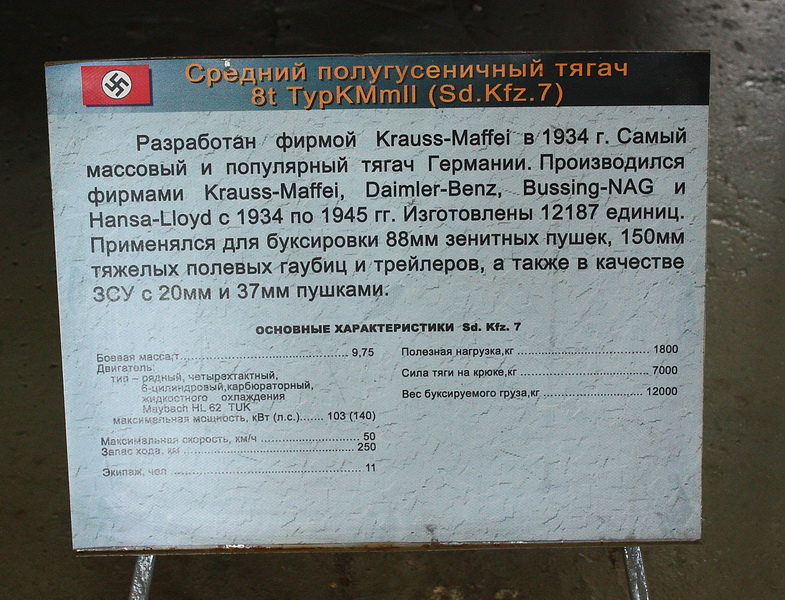 Средний полугусеничный тягач
8t ТурKMmII (Sd.Kfz.7)
Разработан фирмой Krauss-Maffei в 1934 г. Самый
массовый и популярный тягач Германии. Производился
фирмами Krauss-Maffei, Daimler-Benz, Bussing-NAG и
Hansa-Lloyd с 1934 по 1945 гг. Изготовлены 12187 единиц.
Применялся для буксировки 88мм зенитных пушек, 150мм
тяжелых полевых гаубиц и трейлеров, а также в качестве
ЗСУ с 20мм и 37мм пушками.
ОСНОВНЫЕ ХАРАКТЕРИСТИКИ Sd. Kfz. 7
Боевая масса,т......................................................... 9,75
Двигатель:
тип – рядный, четырехтактный,
6-цилиндровый,карбюраторный,
жидкостного охлаждения
Maybach HL 62 TUK
максимальная мощность, кВт (л.с.)....... 103 (140)
Максимальная скорость, км/ч .................................. 50
Запас хода, км ........................................................ 250
Экипаж, чел ............................................................ 11
Полезная нагрузка,кг ...................................... 1800
Сила тяги на крюке,кг ..................................... 7000
Вес буксируемого груза,кг ............................. 12000